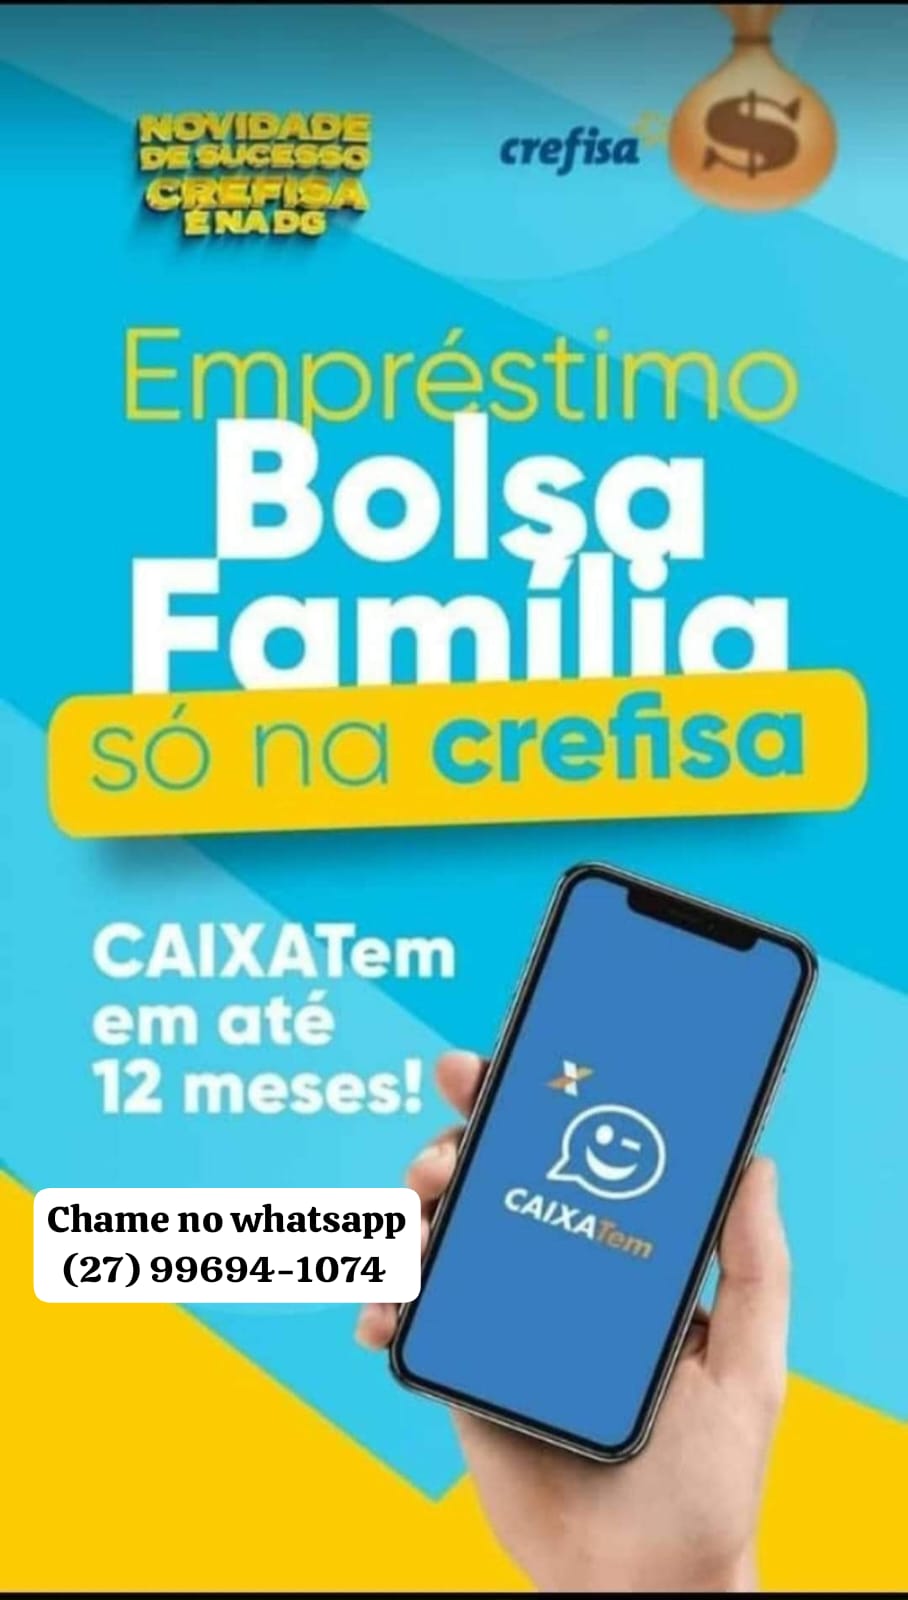 NOVIDADE
DE SUCESSO
CREFISA
É NA DG
crefisa
$
Empréstimo
Bolsa
Família
só na crefisa
CAIXATem
em até
12 meses!
Chame no whatsapp
(27) 99694-1074
CAIXATem